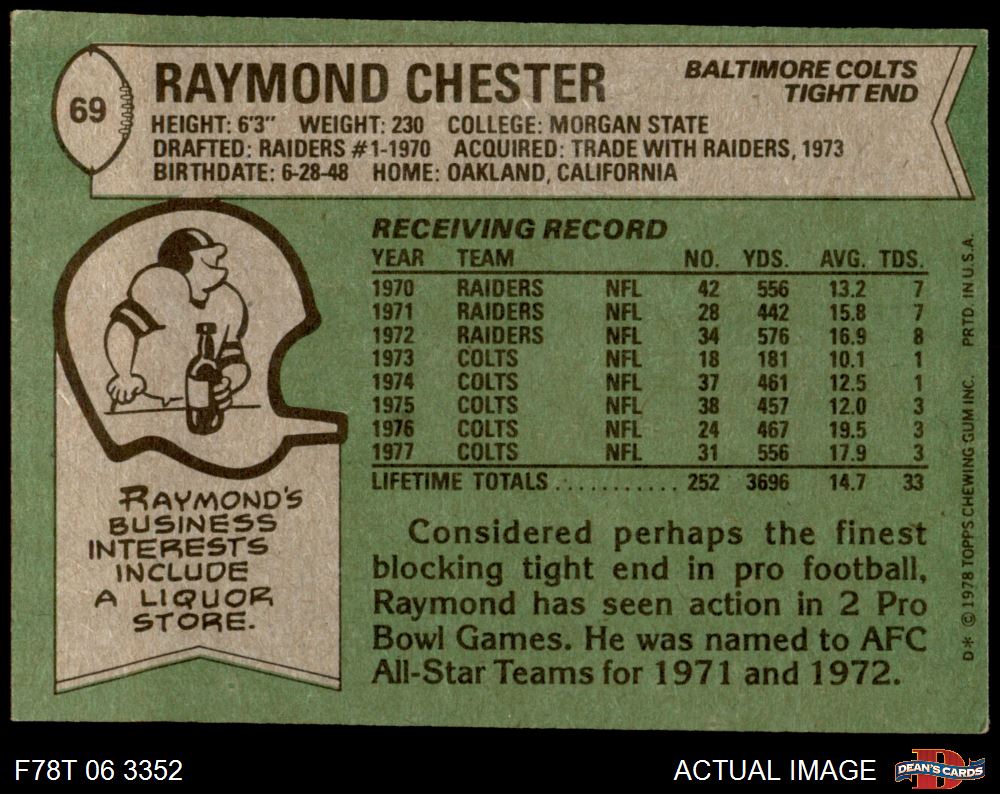 69
RAYMOND CHESTER
BALTIMORE COLTS
TIGHT END
HEIGHT: 6'3" WEIGHT: 230 COLLEGE: MORGAN STATE
DRAFTED: RAIDERS #1-1970 ACQUIRED: TRADE WITH RAIDERS, 1973
BIRTHDATE: 6-28-48 HOME: OAKLAND, CALIFORNIA
RECEIVING RECORD
YEAR TEAM NO. YDS. AVG. TDS.
1970 RAIDERS NFL 42 556 13.2 7
1971 RAIDERS NFL 28 442 15.8 7
1972 RAIDERS NFL 34 576 16.9 8
1973 COLTS NFL 18 181 10.1 1
1974 COLTS NFL 37 461 12.5 1
1975 COLTS NFL 38 457 12.0 3
1976 COLTS NFL 24 467 19.5 3
1977 COLTS NFL 31 556 17.9 3
LIFETIME TOTALS ........... 252 3696 14.7 33
RAYMOND'S
BUSINESS
INTERESTS
INCLUDE
A LIQUOR
STORE.
Considered perhaps the finest
blocking tight end in pro football,
Raymond has seen action in 2 Pro
Bowl Games. He was named to AFC
All-Star Teams for 1971 and 1972.
D* © 1978 TOPPS CHEWING GUM INC. PRTD. IN U.S.A.
F78T 06 3352
ACTUAL IMAGE
D
DEAN'S CARDS